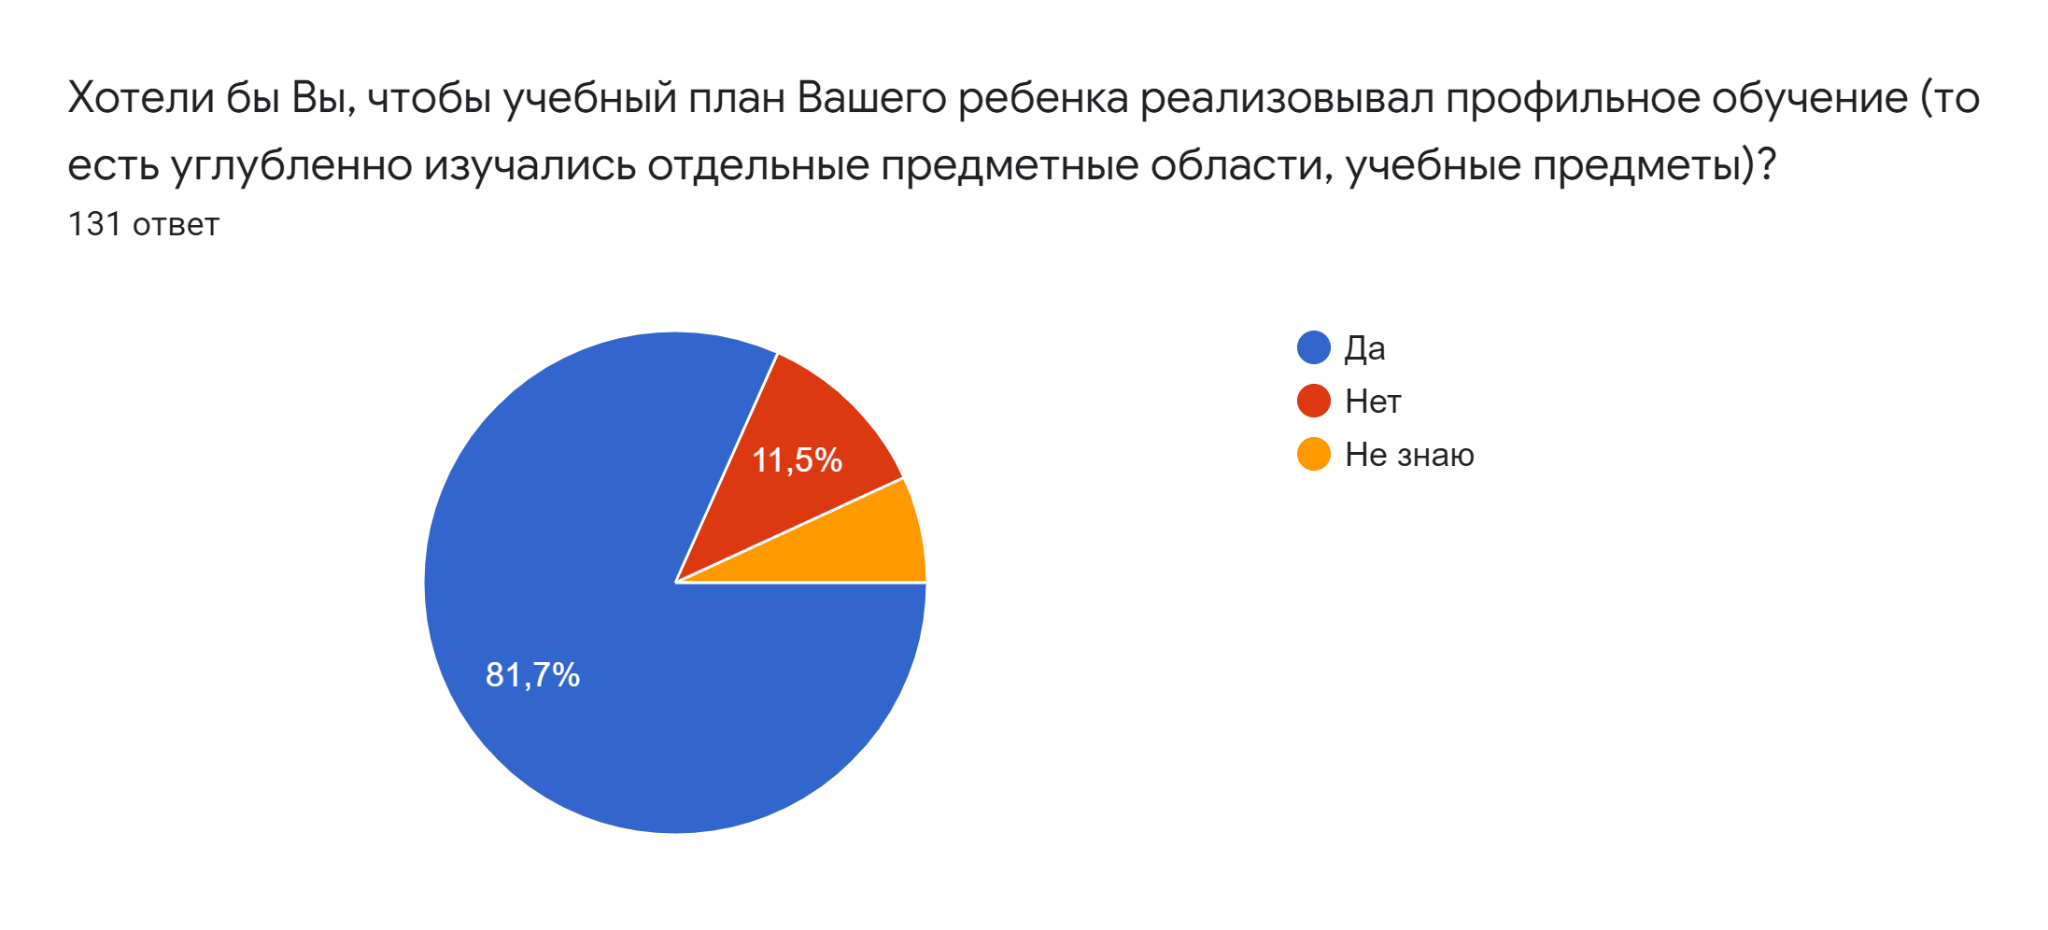 Хотели бы Вы, чтобы учебный план Вашего ребенка реализовывал профильное обучение (то
есть углубленно изучались отдельные предметные области, учебные предметы)?
131 ответ
Да
Нет
Не знаю
11,5%
81,7%